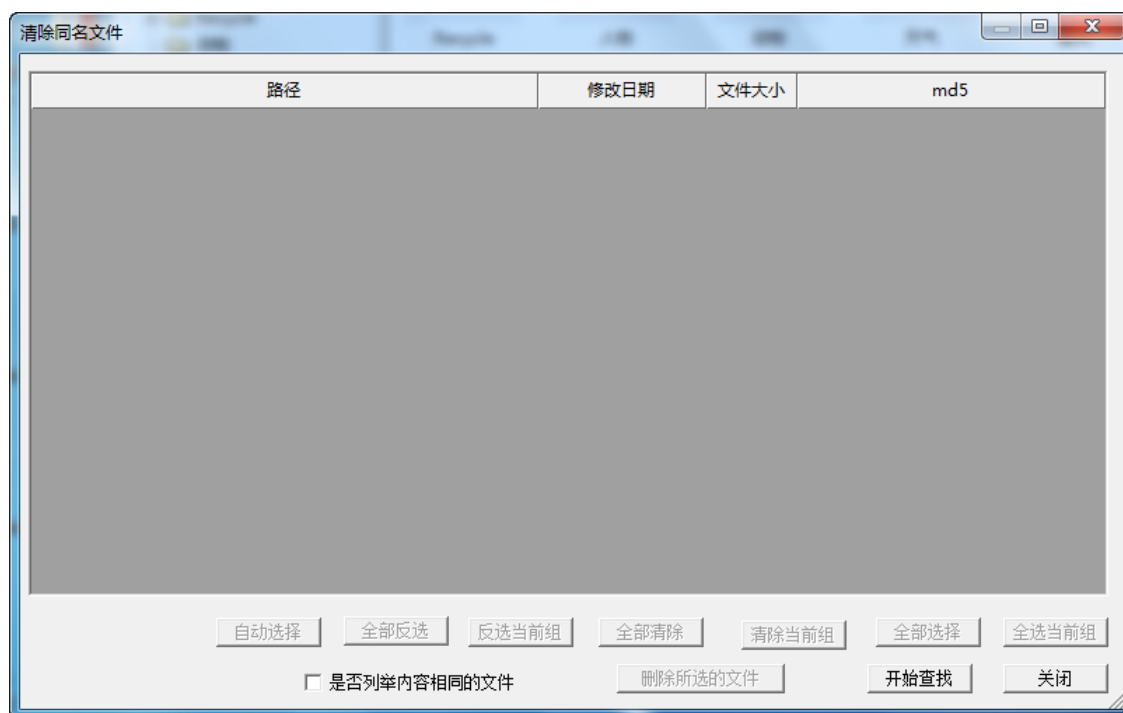 清除同名文件
路径 修改日期 文件大小 md5
自动选择 全部反选 反选当前组 全部清除 清除当前组 全部选择 全选当前组
是否列举内容相同的文件 删除所选的文件 开始查找 关闭